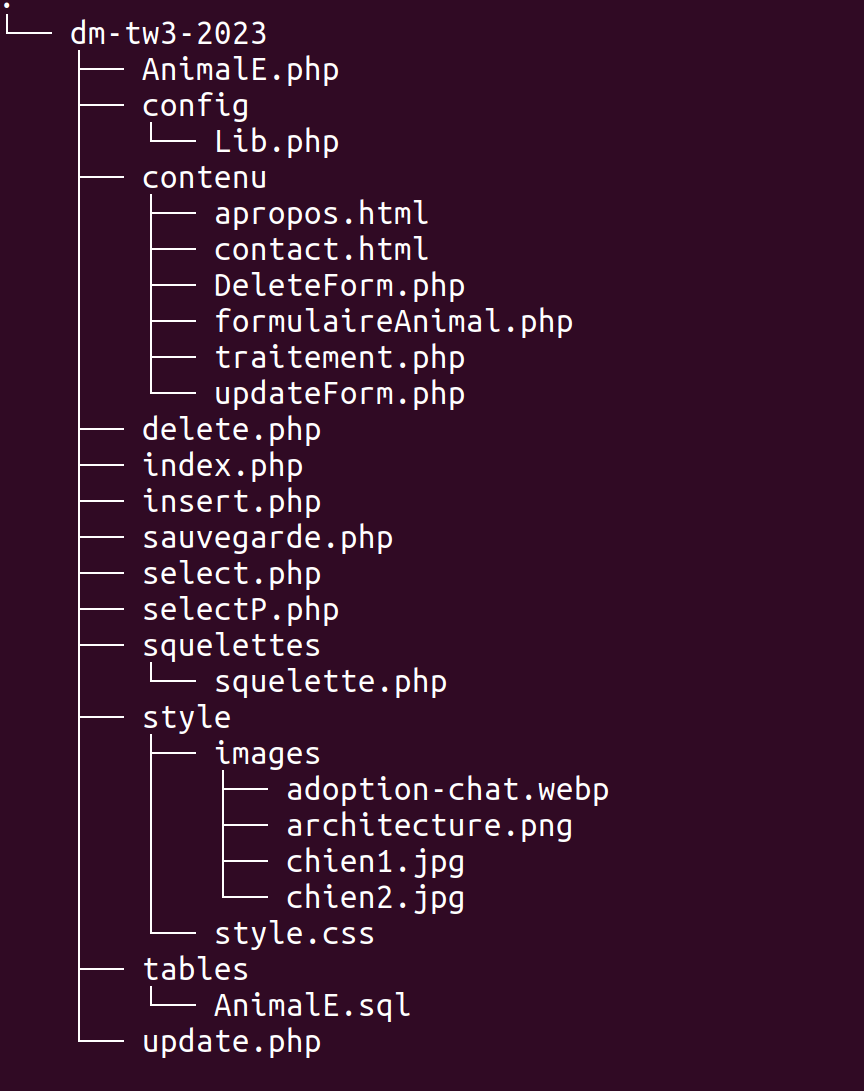 .
└── dm-tw3-2023
    ├── AnimalE.php
    ├── config
    │   └── Lib.php
    ├── contenu
    │   ├── apropos.html
    │   ├── contact.html
    │   ├── DeleteForm.php
    │   ├── formulaireAnimal.php
    │   ├── traitement.php
    │   └── updateForm.php
    ├── delete.php
    ├── index.php
    ├── insert.php
    ├── sauvegarde.php
    ├── select.php
    ├── selectP.php
    ├── squelettes
    │   └── squelette.php
    ├── style
    │   ├── images
    │   │   ├── adoption-chat.webp
    │   │   ├── architecture.png
    │   │   ├── chien1.jpg
    │   │   └── chien2.jpg
    │   └── style.css
    ├── tables
    │   └── AnimalE.sql
    └── update.php